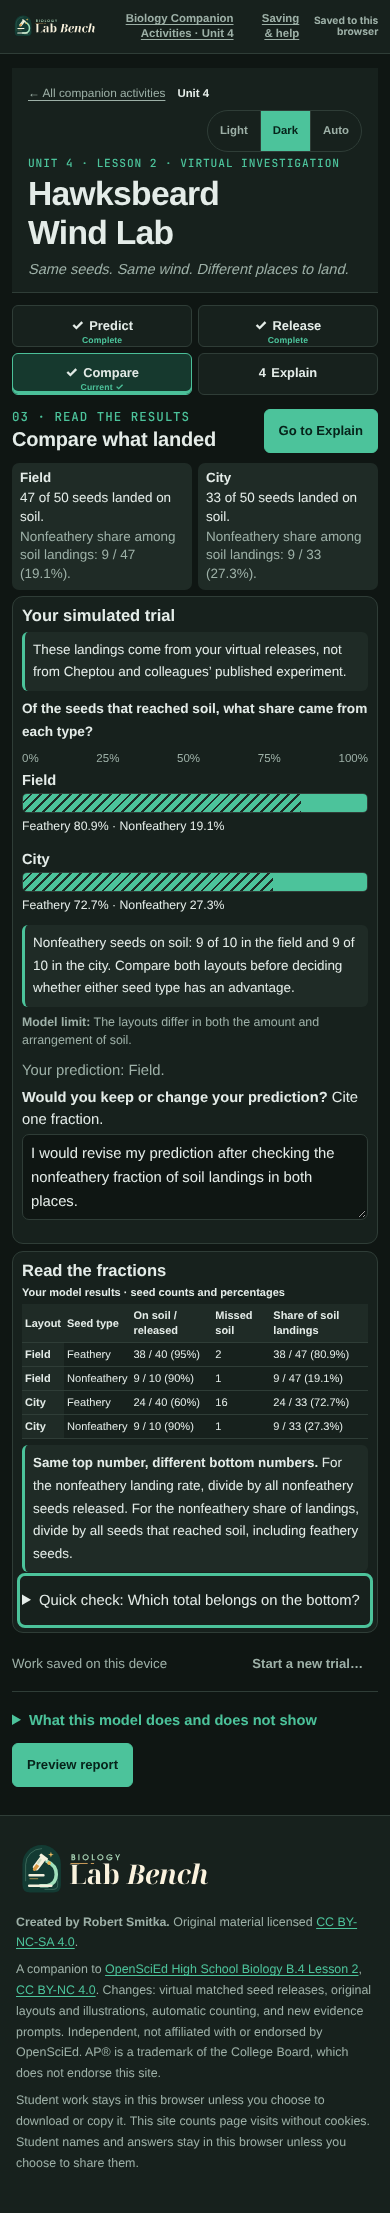 BIOLOGY
Lab Bench
Biology Companion
Activities · Unit 4
Saving
& help
Saved to this
browser
← All companion activities
Unit 4
Light
Dark
Auto
UNIT 4 · LESSON 2 · VIRTUAL INVESTIGATION
Hawksbeard
Wind Lab
Same seeds. Same wind. Different places to land.
✓ Predict
Complete
✓ Release
Complete
✓ Compare
Current ✓
4 Explain
03 · READ THE RESULTS
Compare what landed
Go to Explain
Field
47 of 50 seeds landed on
soil.
Nonfeathery share among
soil landings: 9 / 47
(19.1%).
City
33 of 50 seeds landed on
soil.
Nonfeathery share among
soil landings: 9 / 33
(27.3%).
Your simulated trial
These landings come from your virtual releases, not
from Cheptou and colleagues’ published experiment.
Of the seeds that reached soil, what share came from
each type?
0% 25% 50% 75% 100%
Field
Feathery 80.9% · Nonfeathery 19.1%
City
Feathery 72.7% · Nonfeathery 27.3%
Nonfeathery seeds on soil: 9 of 10 in the field and 9 of
10 in the city. Compare both layouts before deciding
whether either seed type has an advantage.
Model limit: The layouts differ in both the amount and
arrangement of soil.
Your prediction: Field.
Would you keep or change your prediction? Cite
one fraction.
I would revise my prediction after checking the
nonfeathery fraction of soil landings in both
places.
Read the fractions
Your model results · seed counts and percentages
Layout Seed type On soil / released Missed soil Share of soil landings
Field Feathery 38 / 40 (95%) 2 38 / 47 (80.9%)
Field Nonfeathery 9 / 10 (90%) 1 9 / 47 (19.1%)
City Feathery 24 / 40 (60%) 16 24 / 33 (72.7%)
City Nonfeathery 9 / 10 (90%) 1 9 / 33 (27.3%)
Same top number, different bottom numbers. For
the nonfeathery landing rate, divide by all nonfeathery
seeds released. For the nonfeathery share of landings,
divide by all seeds that reached soil, including feathery
seeds.
Quick check: Which total belongs on the bottom?
Work saved on this device
Start a new trial…
What this model does and does not show
Preview report
BIOLOGY
Lab Bench
Created by Robert Smitka. Original material licensed CC BY-
NC-SA 4.0.
A companion to OpenSciEd High School Biology B.4 Lesson 2,
CC BY-NC 4.0. Changes: virtual matched seed releases, original
layouts and illustrations, automatic counting, and new evidence
prompts. Independent, not affiliated with or endorsed by
OpenSciEd. AP® is a trademark of the College Board, which
does not endorse this site.
Student work stays in this browser unless you choose to
download or copy it. This site counts page visits without cookies.
Student names and answers stay in this browser unless you
choose to share them.